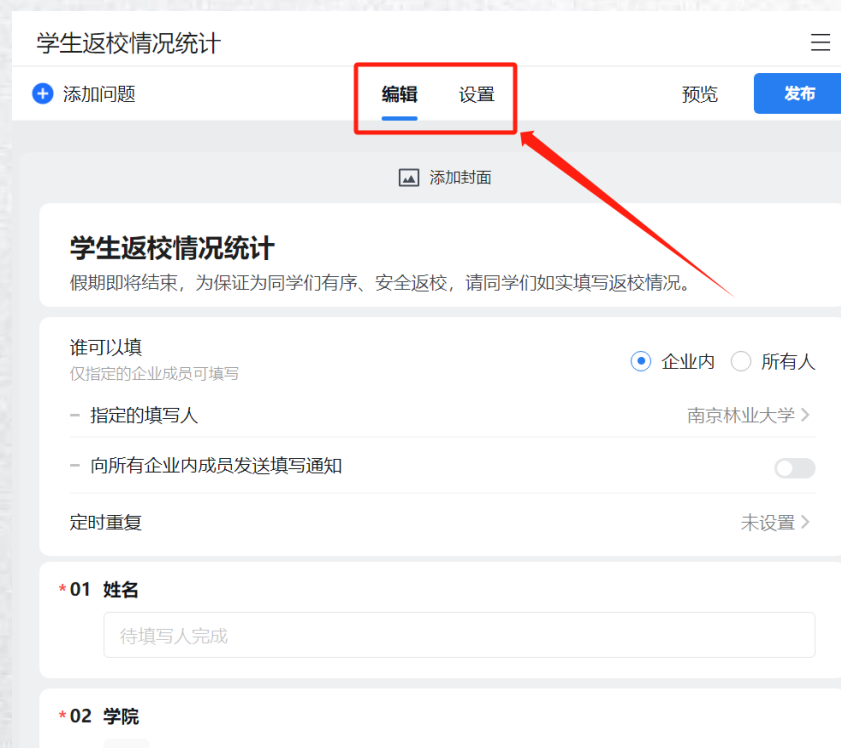 学生返校情况统计
添加问题 编辑 设置 预览 发布
添加封面
学生返校情况统计
假期即将结束，为保证为同学们有序、安全返校，请同学们如实填写返校情况。
谁可以填 企业内 所有人
仅指定的企业成员可填写
- 指定的填写人 南京林业大学 >
- 向所有企业内成员发送填写通知
定时重复 未设置 >
*01 姓名
待填写人完成
*02 学院